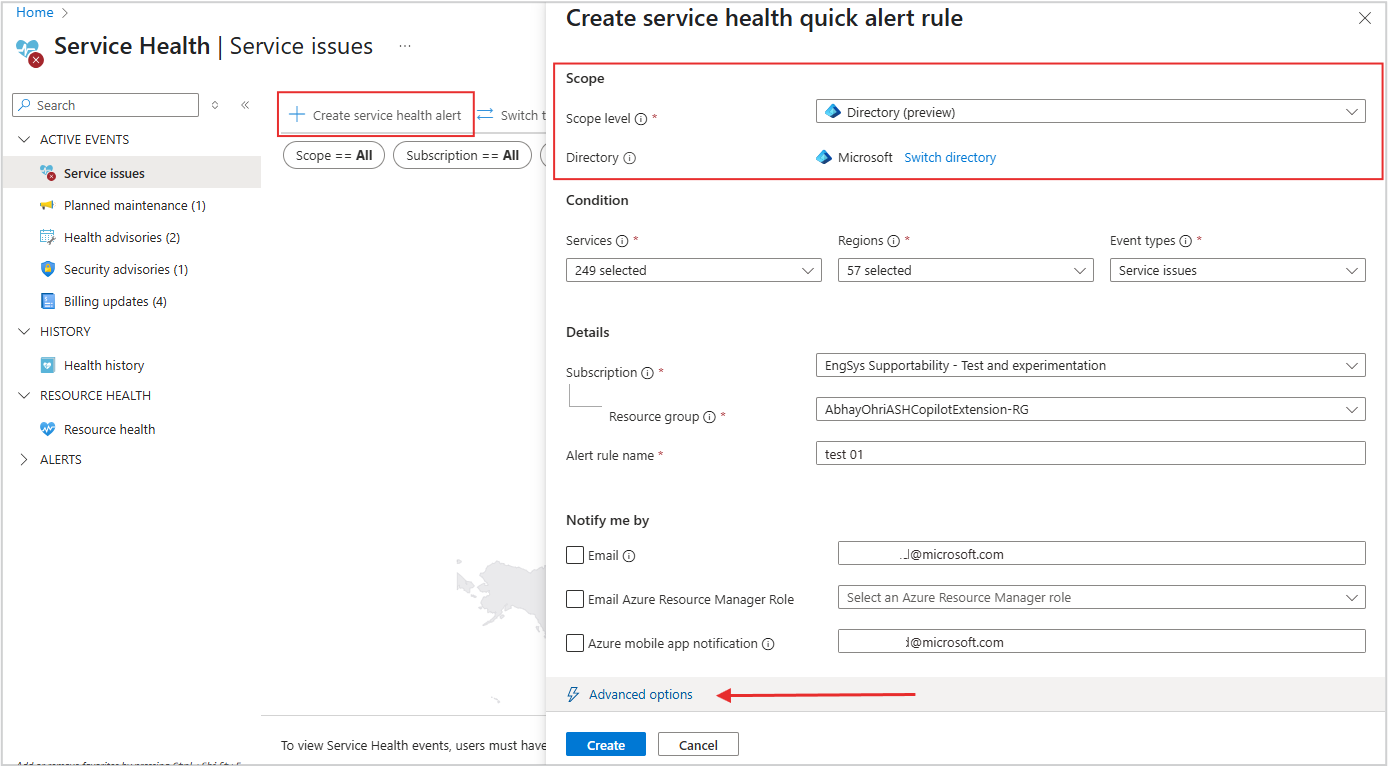 Home
Service Health | Service issues
...
Search
ACTIVE EVENTS
Service issues
Planned maintenance (1)
Health advisories (2)
Security advisories (1)
Billing updates (4)
HISTORY
Health history
RESOURCE HEALTH
Resource health
ALERTS
Create service health alert
Switch t
Scope == All
Subscription == All
To view Service Health events, users must have
Create service health quick alert rule
Scope
Scope level *
Directory (preview)
Directory
Microsoft Switch directory
Condition
Services * Regions * Event types *
249 selected 57 selected Service issues
Details
Subscription *
EngSys Supportability - Test and experimentation
Resource group *
AbhayOhriASHCopilotExtension-RG
Alert rule name *
test 01
Notify me by
Email
@microsoft.com
Email Azure Resource Manager Role
Select an Azure Resource Manager role
Azure mobile app notification
@microsoft.com
Advanced options
Create Cancel